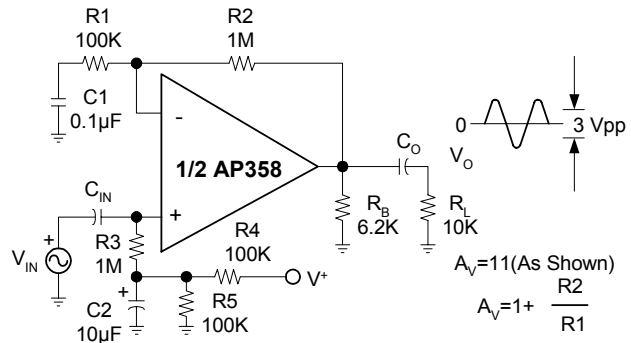 R1
100K
R2
1M
C1
0.1µF
-
1/2 AP358
+
C_IN
V_IN
+
R3
1M
R4
100K
V⁺
+
C2
10µF
R5
100K
C_O
R_B
6.2K
R_L
10K
0
V_O
3 Vpp
A_V=11(As Shown)
A_V=1+ R2
R1